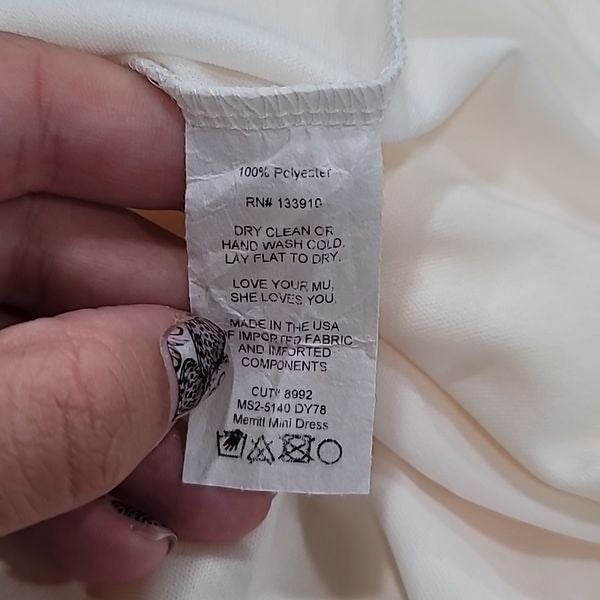 100% Polyester
RN# 133910
DRY CLEAN OR
HAND WASH COLD.
LAY FLAT TO DRY.
LOVE YOUR MU,
SHE LOVES YOU.
MADE IN THE USA
OF IMPORTED FABRIC
AND IMPORTED
COMPONENTS
CUT# 8992
MS2-5140 DY78
Merritt Mini Dress